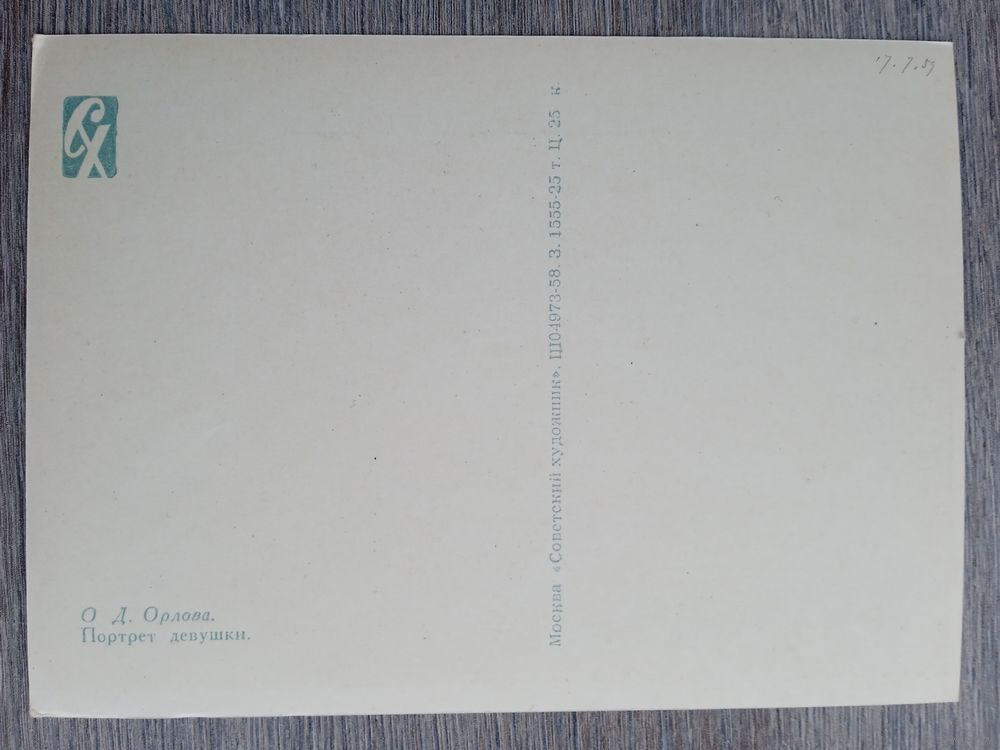 СХ
17.7.59
О Д. Орлова.
Портрет девушки.
Москва «Советский художник». Ш04973-58. З. 1555-25 т. Ц. 25 к